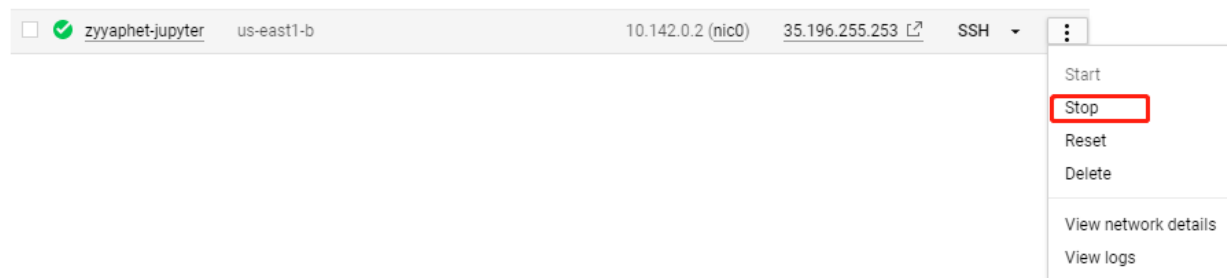 zyyaphet-jupyter us-east1-b 10.142.0.2 (nic0) 35.196.255.253 SSH
Start
Stop
Reset
Delete
View network details
View logs